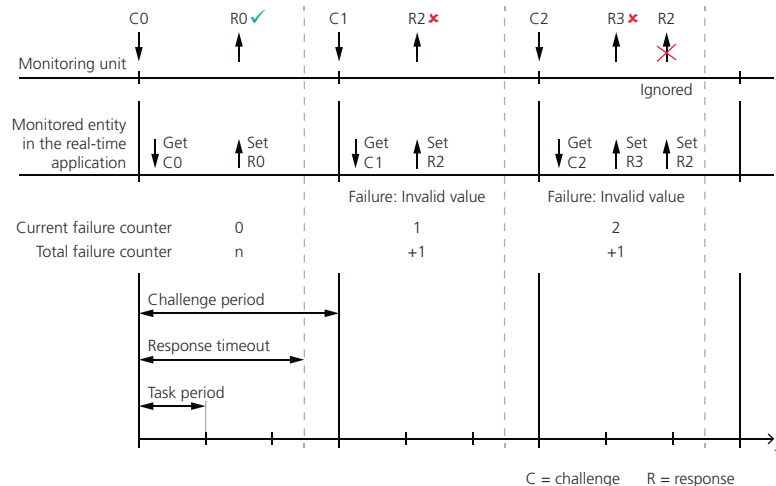 C0 R0 ✓ C1 R2 ✘ C2 R3 ✘ R2
Monitoring unit
Ignored
Monitored entity
in the real-time
application
Get
C0
Set
R0
Get
C1
Set
R2
Get
C2
Set
R3
Set
R2
Failure: Invalid value Failure: Invalid value
Current failure counter 0 1 2
Total failure counter n +1 +1
Challenge period
Response timeout
Task period
C = challenge R = response